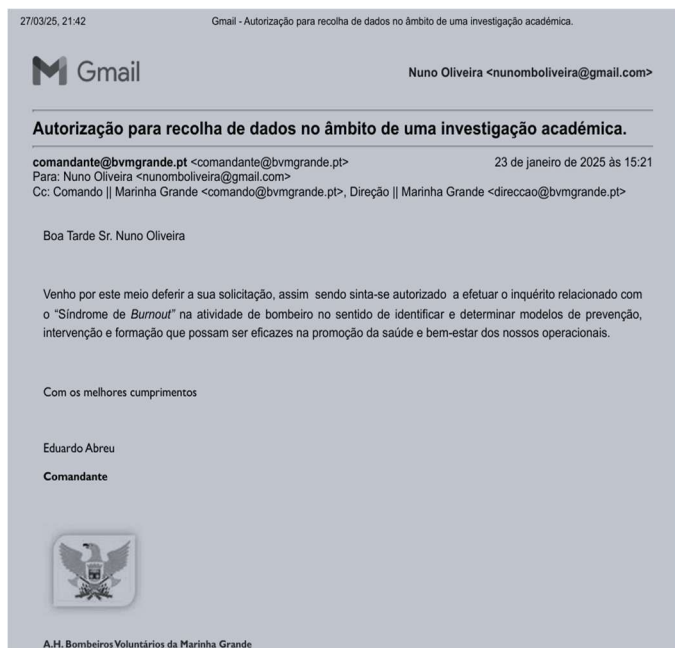 27/03/25, 21:42 Gmail - Autorização para recolha de dados no âmbito de uma investigação académica.
Gmail Nuno Oliveira <nunomboliveira@gmail.com>
Autorização para recolha de dados no âmbito de uma investigação académica.
comandante@bvmgrande.pt <comandante@bvmgrande.pt> 23 de janeiro de 2025 às 15:21
Para: Nuno Oliveira <nunomboliveira@gmail.com>
Cc: Comando || Marinha Grande <comando@bvmgrande.pt>, Direção || Marinha Grande <direccao@bvmgrande.pt>
Boa Tarde Sr. Nuno Oliveira
Venho por este meio deferir a sua solicitação, assim sendo sinta-se autorizado a efetuar o inquérito relacionado com
o “Síndrome de Burnout” na atividade de bombeiro no sentido de identificar e determinar modelos de prevenção,
intervenção e formação que possam ser eficazes na promoção da saúde e bem-estar dos nossos operacionais.
Com os melhores cumprimentos
Eduardo Abreu
Comandante
A.H. Bombeiros Voluntários da Marinha Grande